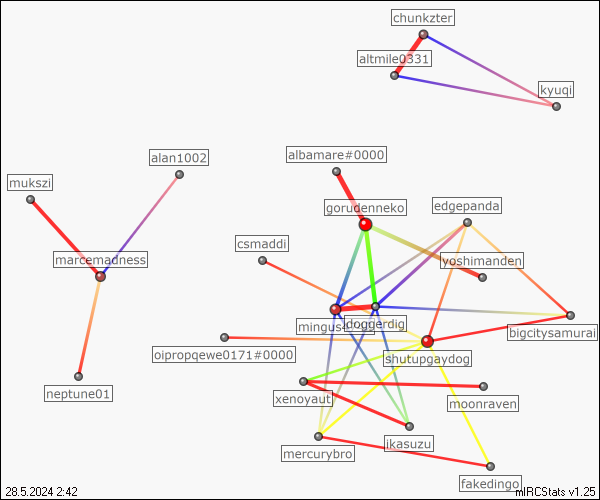 chunkzter
altmile0331
kyuqi
alan1002
albamare#0000
mukszi
gorudenneko
edgepanda
csmaddi
marcemadness
yoshimanden
doggerdig
bigcitysamurai
oipropqewe0171#0000
shutupgaydog
neptune01
xenoyaut
moonraven
ikasuzu
mercurybro
fakedingo
28.5.2024 2:42
mIRCStats v1.25